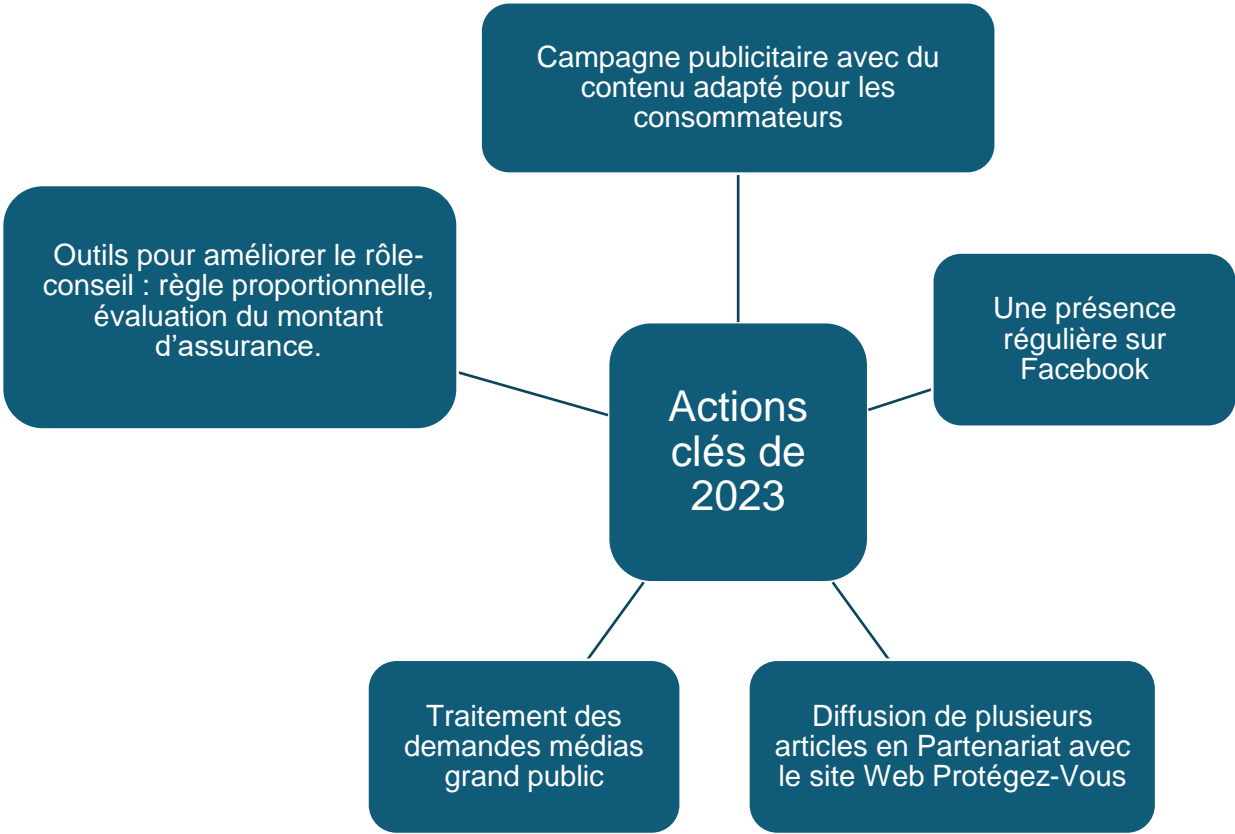 Campagne publicitaire avec du
contenu adapté pour les
consommateurs
Outils pour améliorer le rôle-
conseil : règle proportionnelle,
évaluation du montant
d’assurance.
Une présence
régulière sur
Facebook
Actions
clés de
2023
Traitement des
demandes médias
grand public
Diffusion de plusieurs
articles en Partenariat avec
le site Web Protégez-Vous